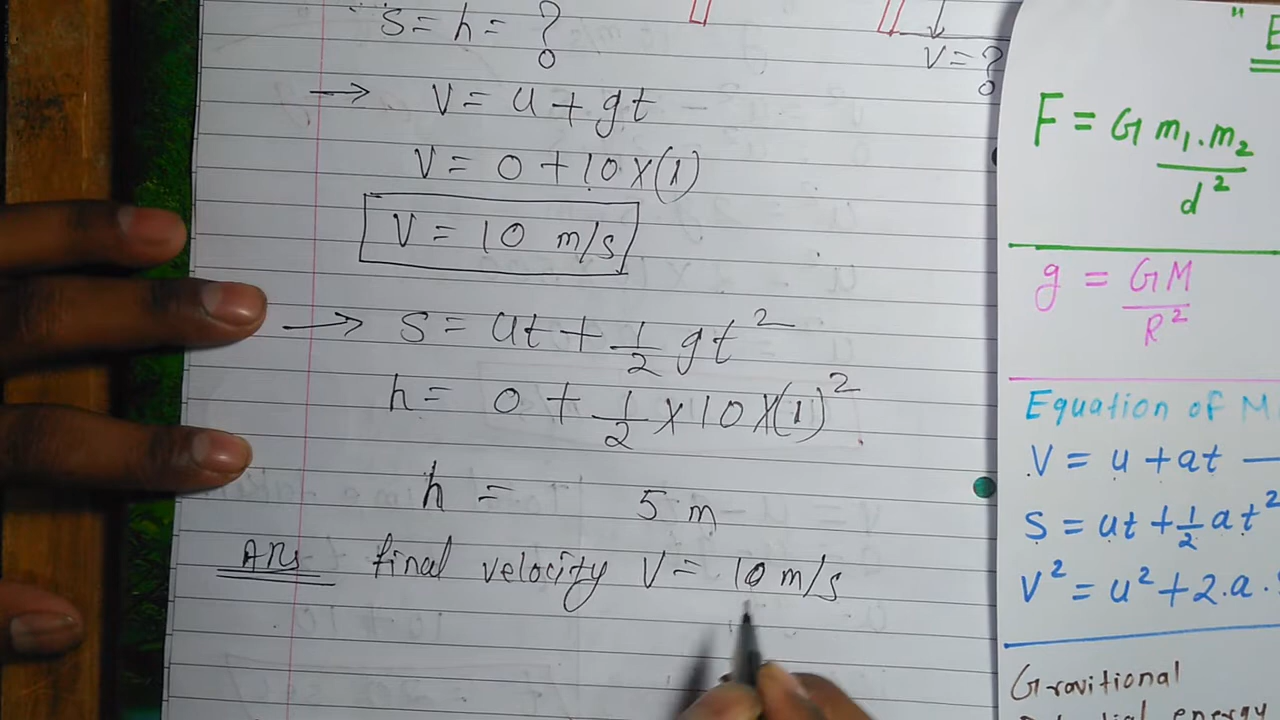 S = h = ?
V = ?
→ V = u + gt
V = 0 + 10 × (1)
V = 10 m/s
→ S = ut + 1/2 gt²
h = 0 + 1/2 × 10 × (1)²
h = 5 m
Ans final velocity V = 10 m/s
" E
F = G m₁.m₂ / d²
g = GM / R²
Equation of M
V = u + at —
S = ut + 1/2 at²
V² = u² + 2.a.
Gravitional
energy